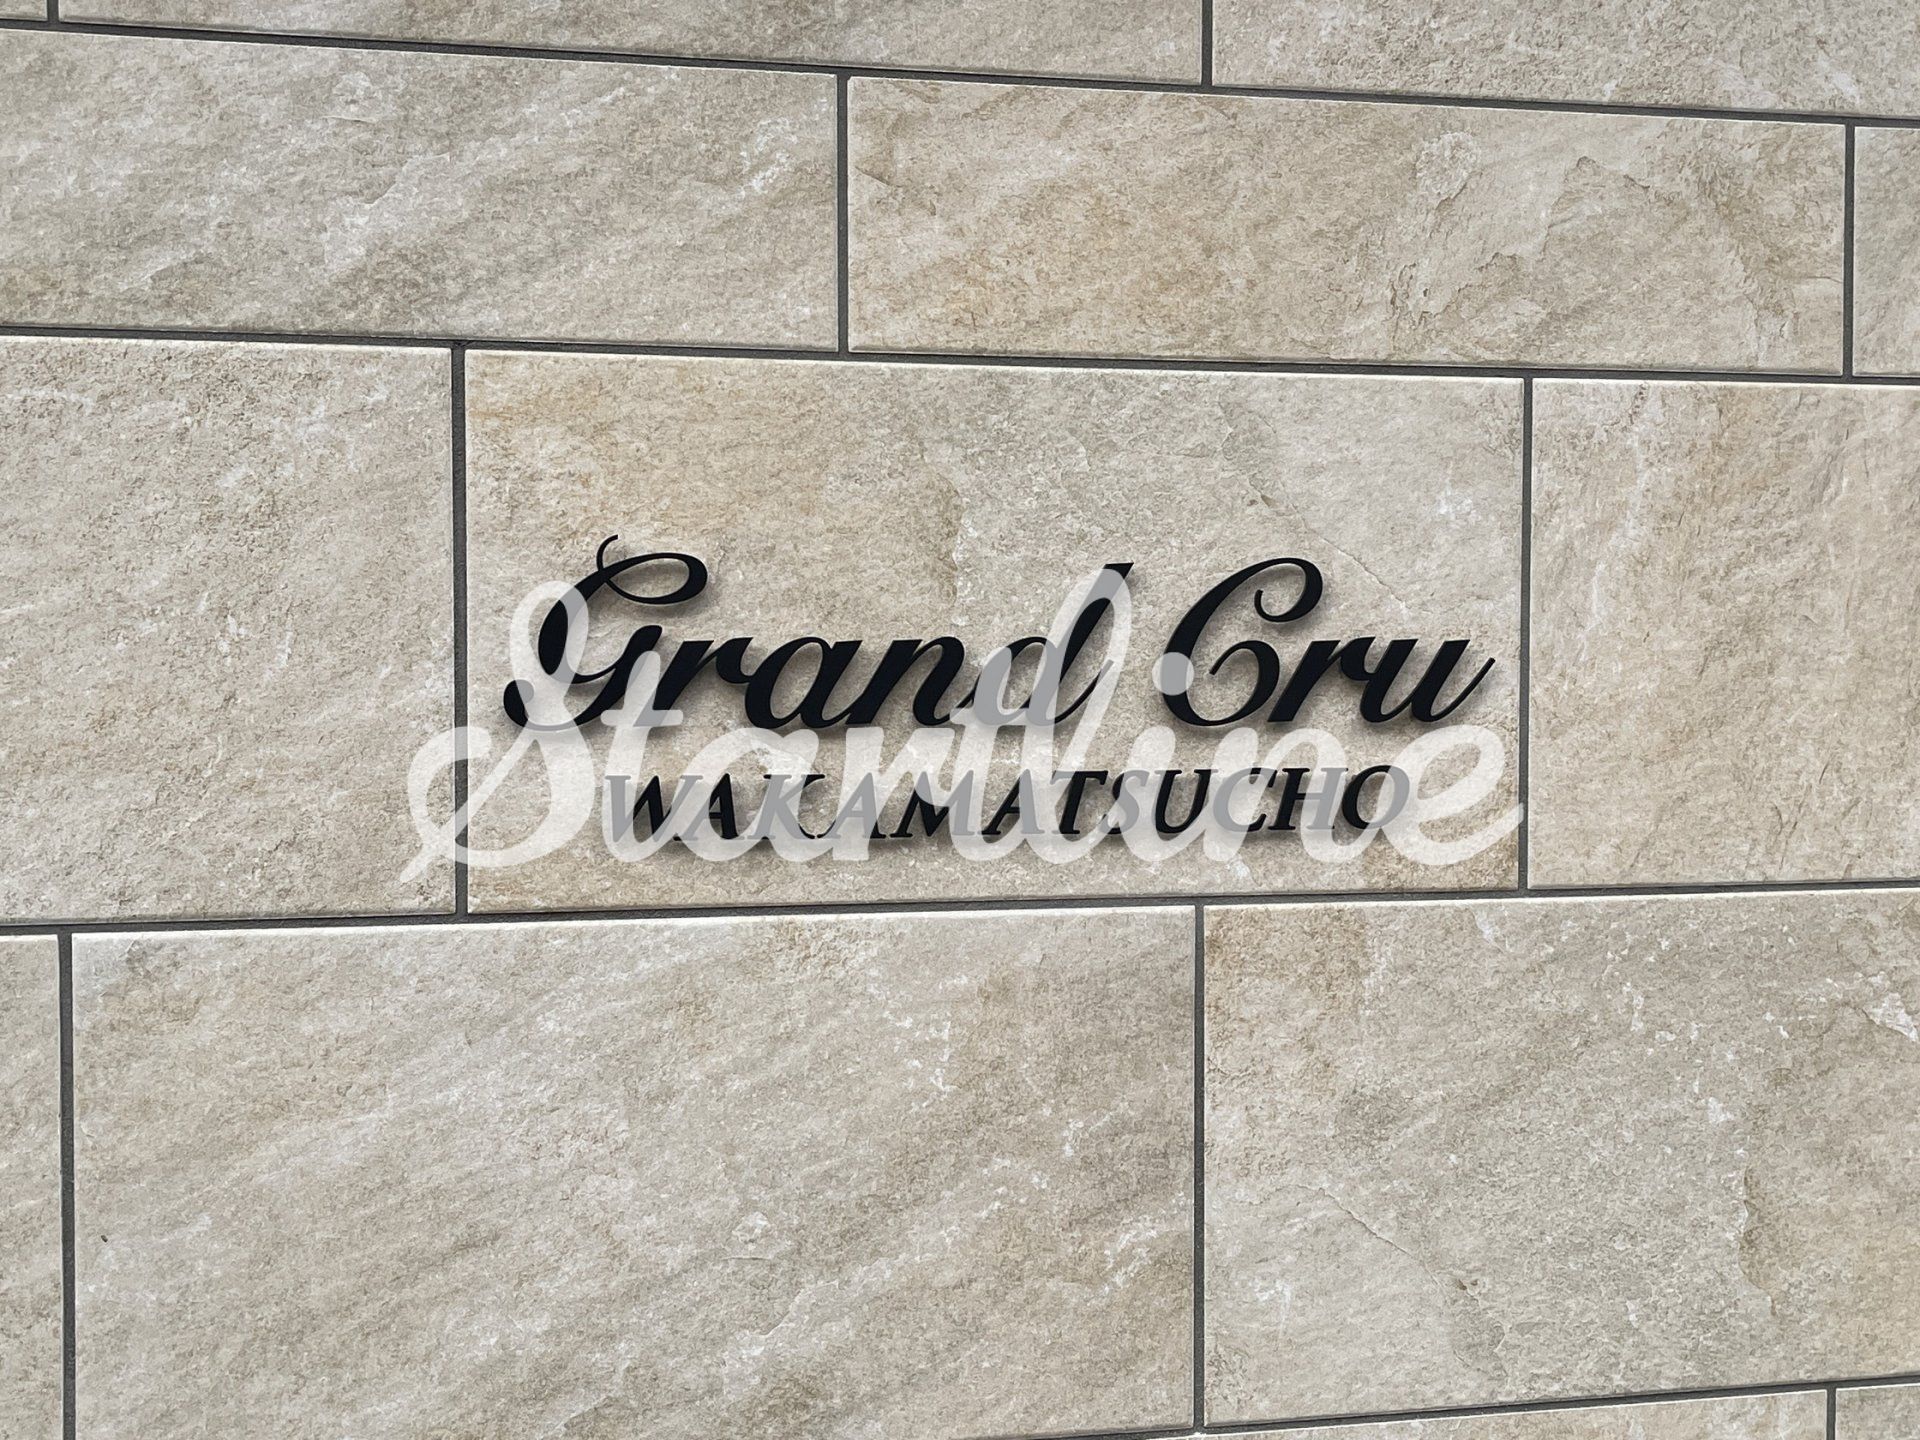 Grand Cru
Startline
WAKAMATSUCHO